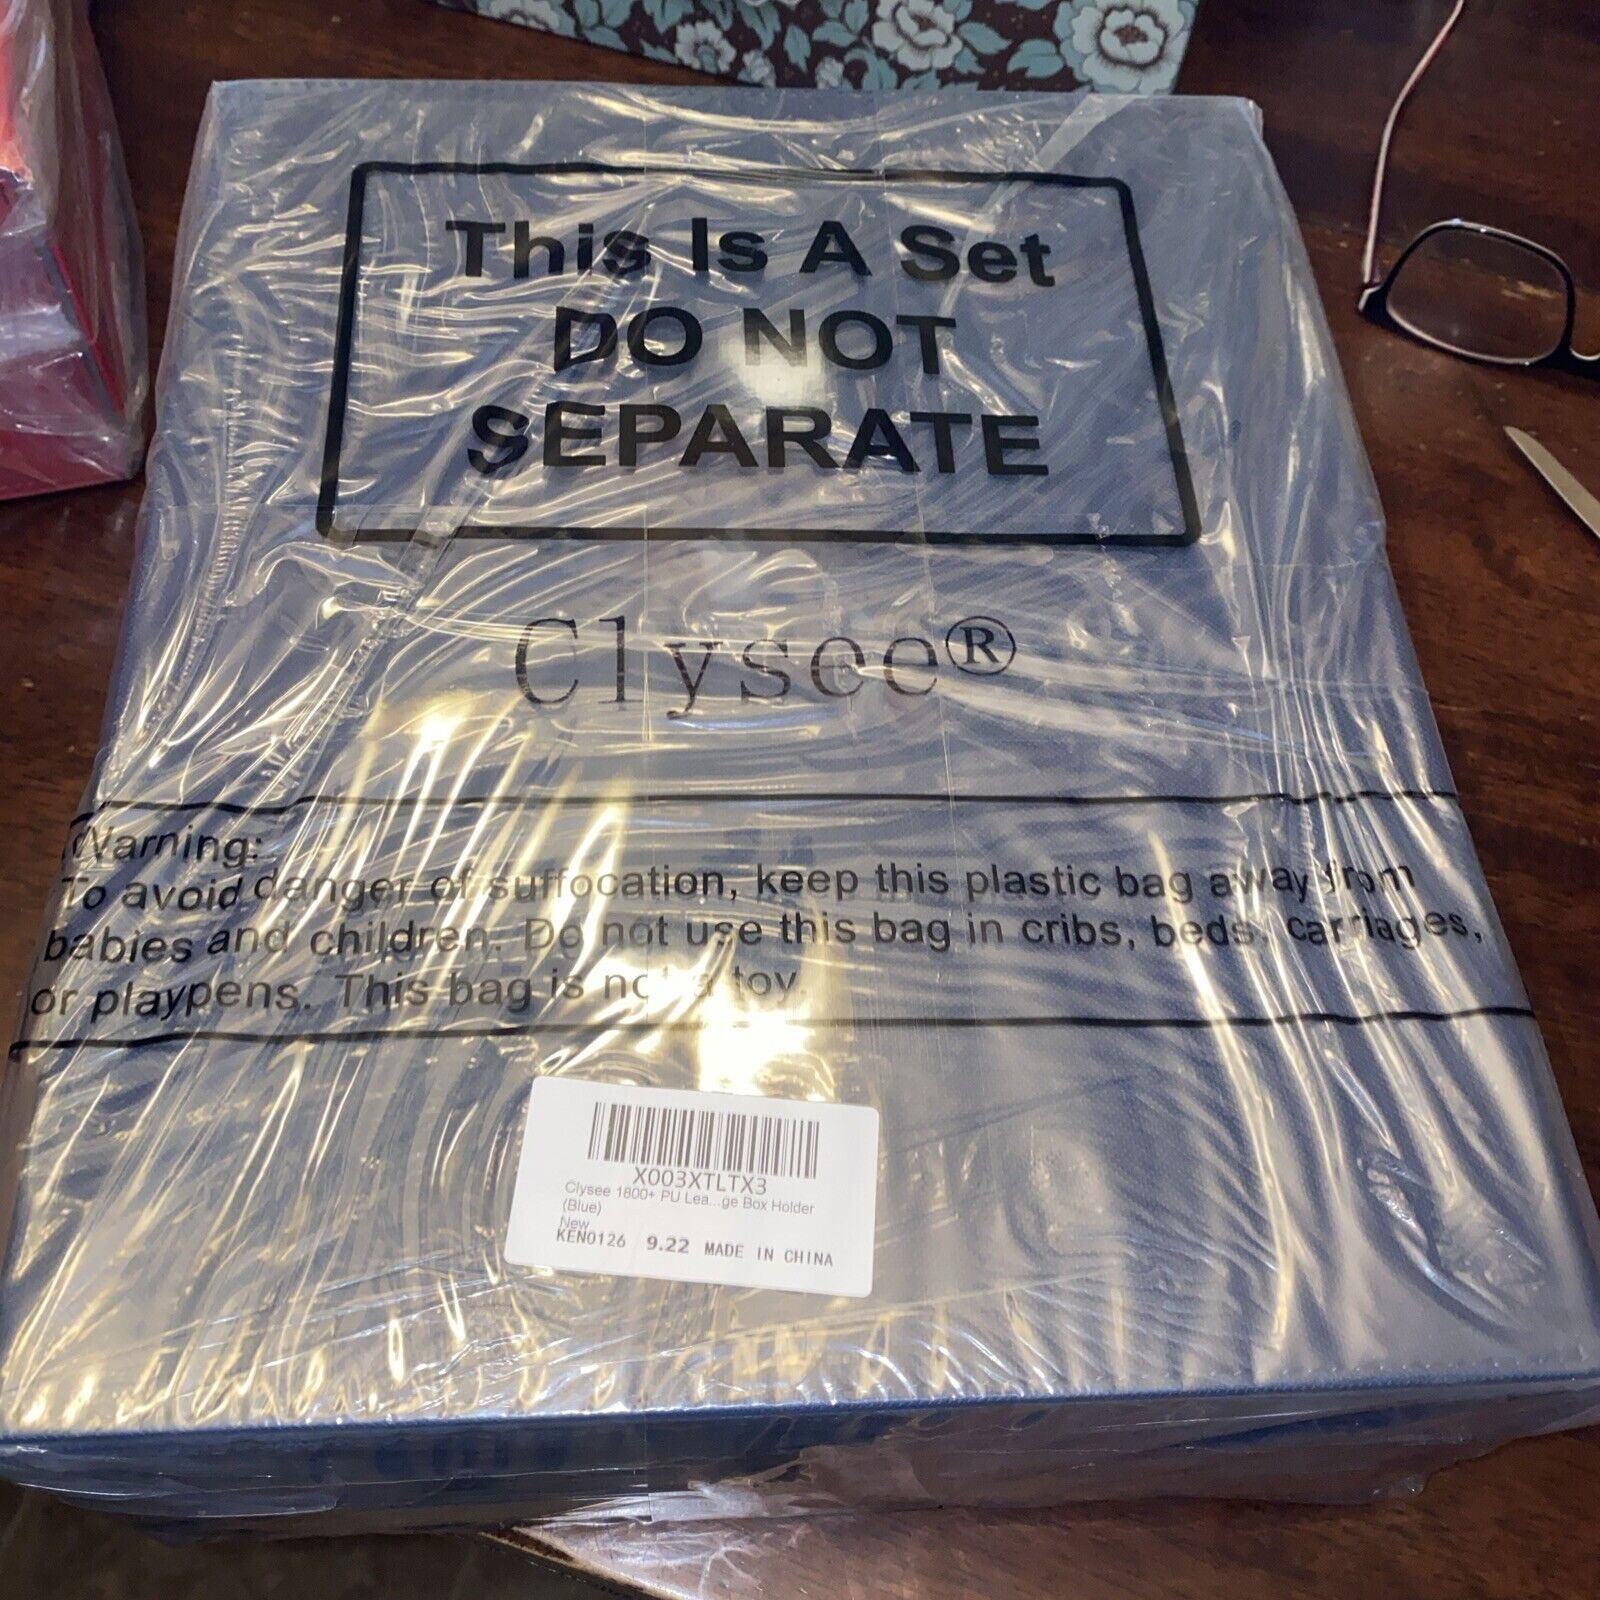 This Is A Set
DO NOT
SEPARATE
Clysee®
Warning:
To avoid danger of suffocation, keep this plastic bag away from
babies and children. Do not use this bag in cribs, beds, carriages,
or playpens. This bag is not a toy.
X003XTLTX3
Clysee 1800+ PU Lea...ge Box Holder
(Blue)
New
KEN0126 9.22 MADE IN CHINA